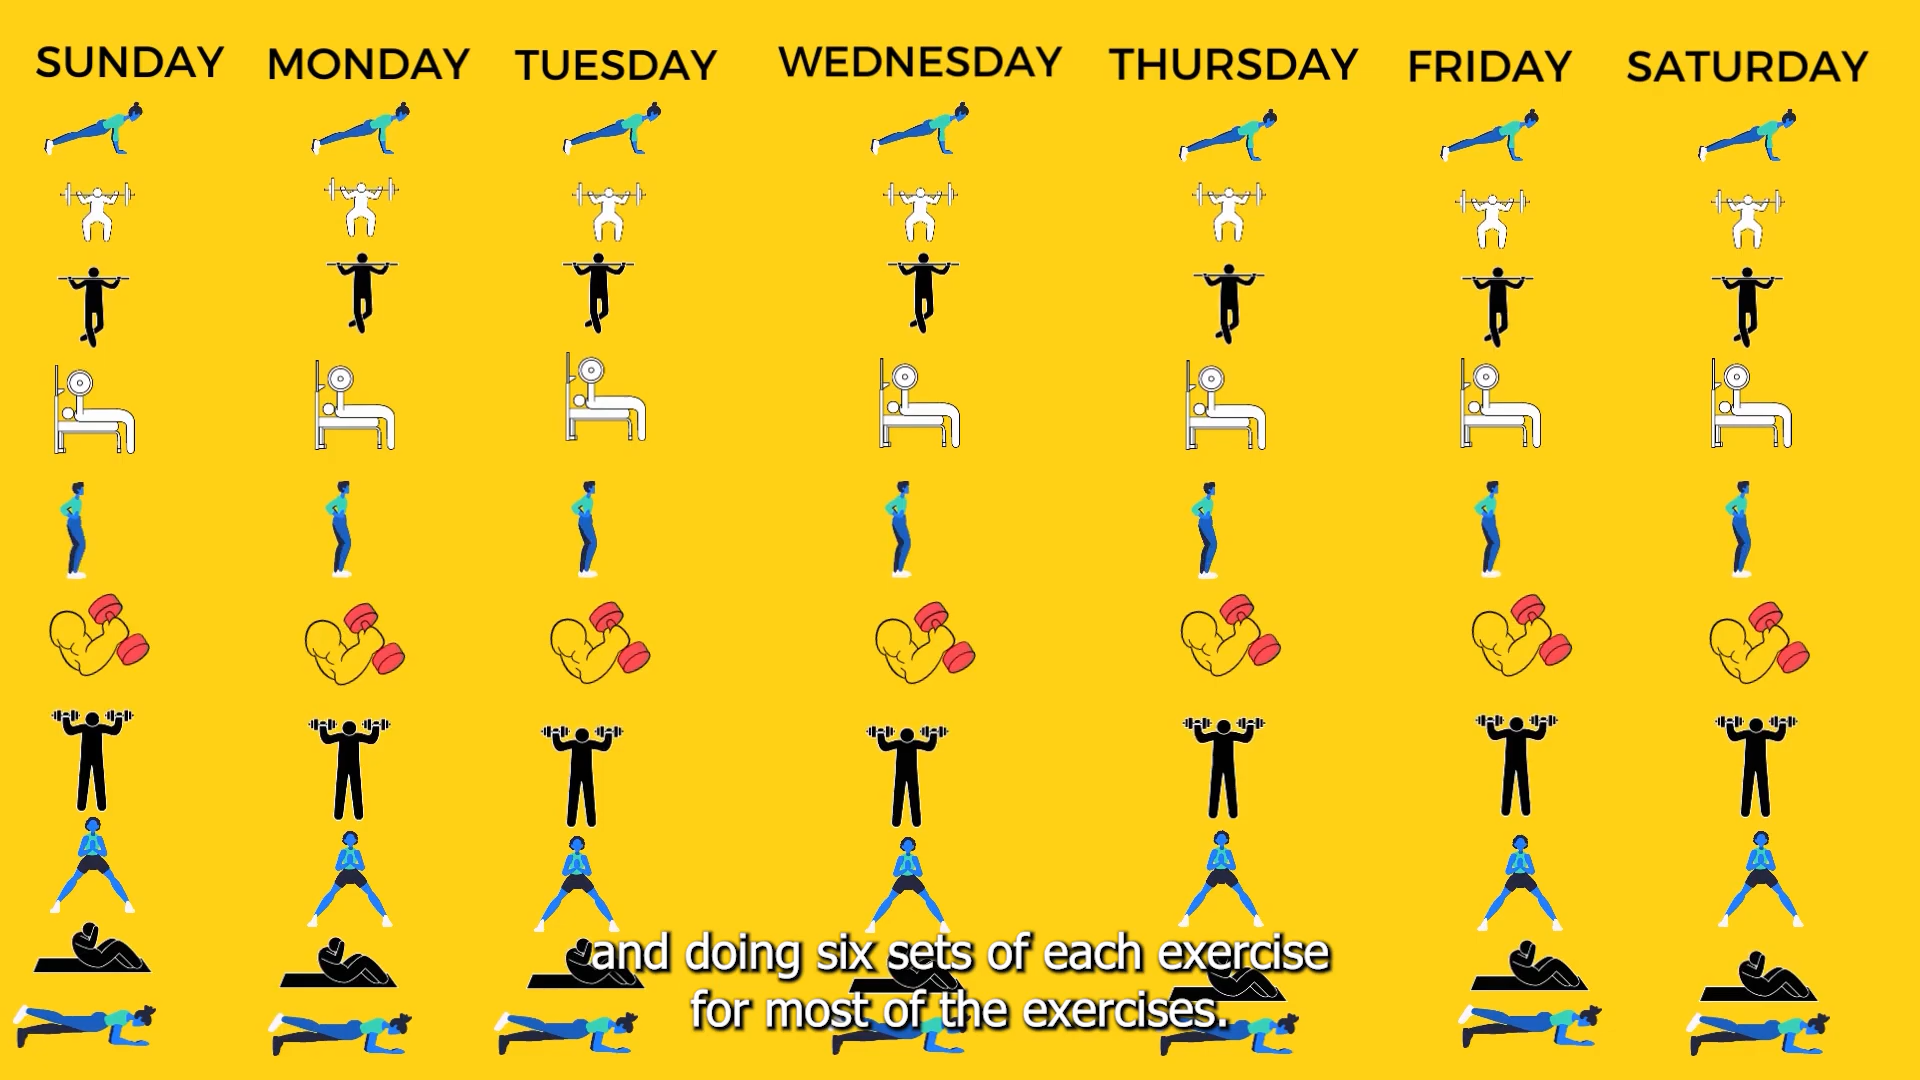 SUNDAY MONDAY TUESDAY WEDNESDAY THURSDAY FRIDAY SATURDAY
and doing six sets of each exercise
for most of the exercises.